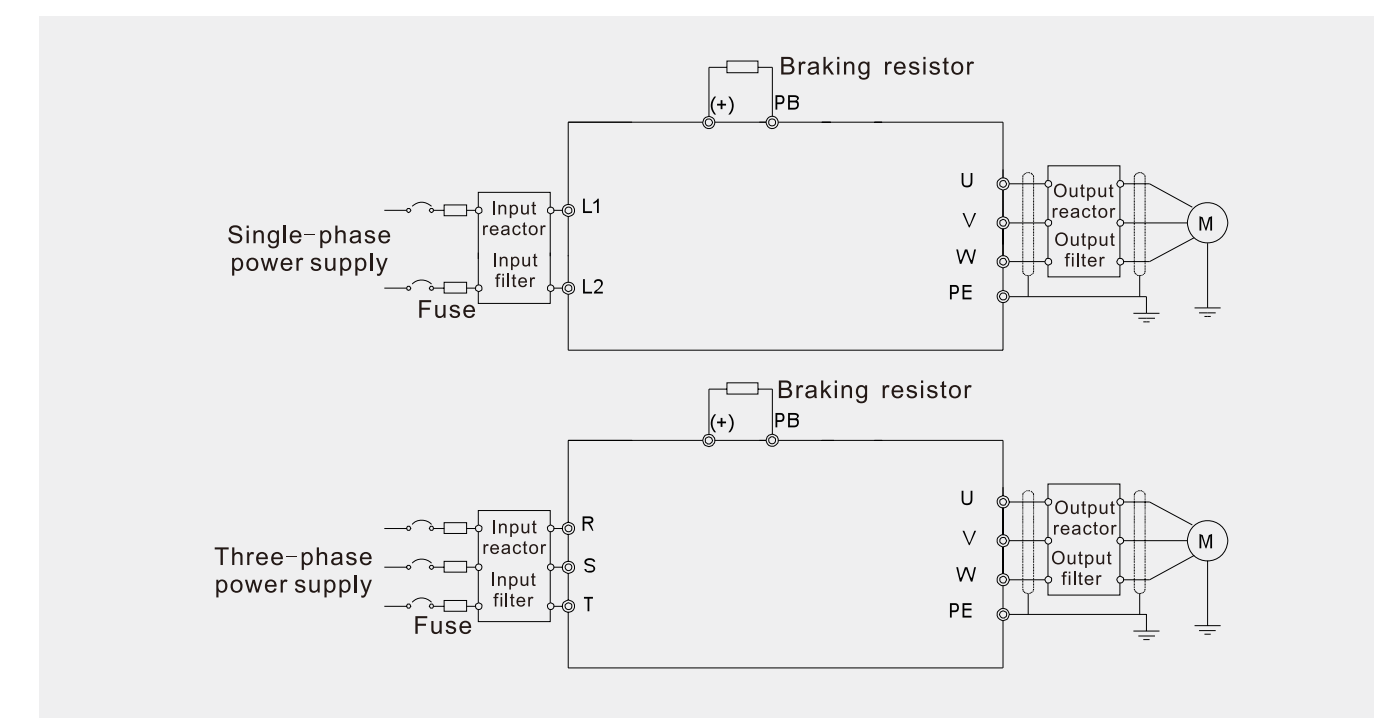 Braking resistor
(+) PB
U
V
W
PE
Single-phase
power supply
Fuse
Input
reactor
Input
filter
L1
L2
Output
reactor
Output
filter
M
Braking resistor
(+) PB
U
V
W
PE
Three-phase
power supply
Fuse
Input
reactor
Input
filter
R
S
T
Output
reactor
Output
filter
M